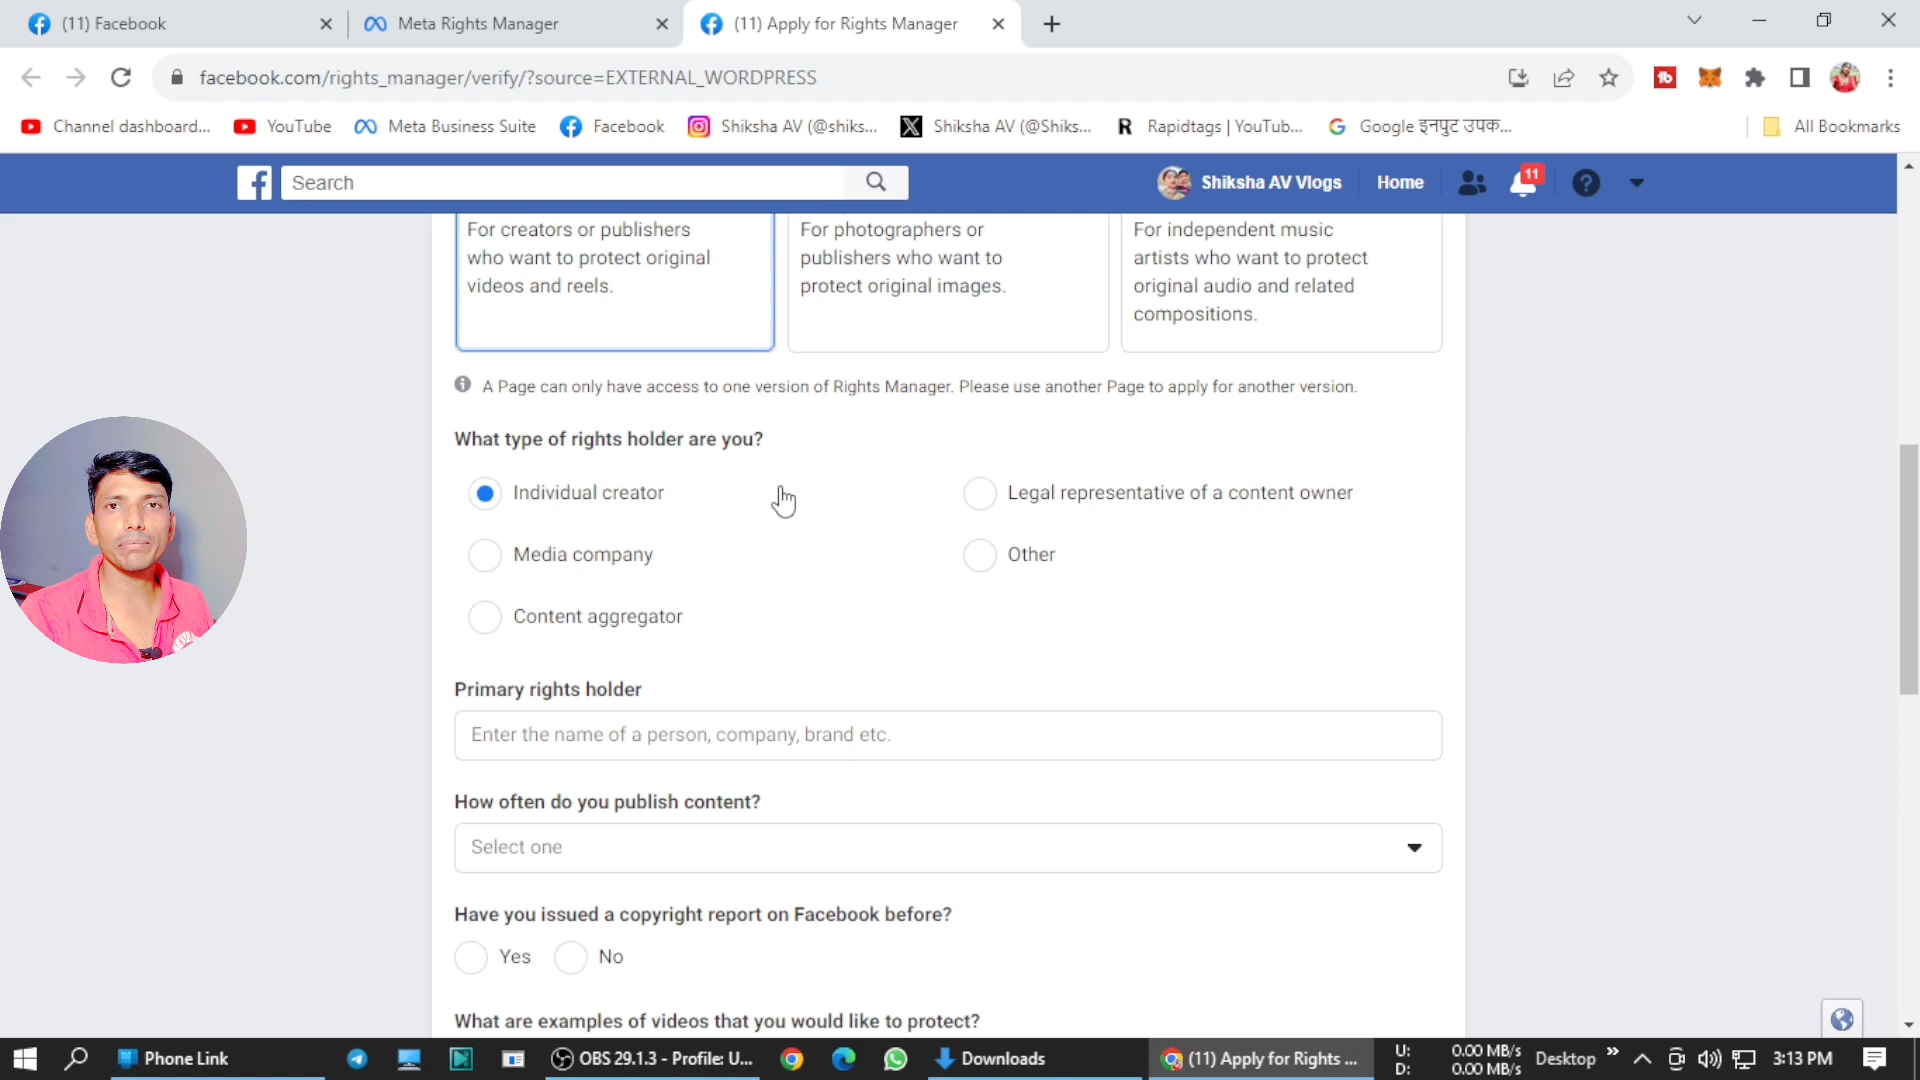 (11) Facebook
Meta Rights Manager
(11) Apply for Rights Manager
facebook.com/rights_manager/verify/?source=EXTERNAL_WORDPRESS
Channel dashboard...
YouTube
Meta Business Suite
Facebook
Shiksha AV (@shiks...
Shiksha AV (@Shiks...
Rapidtags | YouTub...
Google इनपुट उपक...
All Bookmarks
Search
Shiksha AV Vlogs
Home
11
For creators or publishers
who want to protect original
videos and reels.
For photographers or
publishers who want to
protect original images.
For independent music
artists who want to protect
original audio and related
compositions.
A Page can only have access to one version of Rights Manager. Please use another Page to apply for another version.
What type of rights holder are you?
Individual creator
Legal representative of a content owner
Media company
Other
Content aggregator
Primary rights holder
Enter the name of a person, company, brand etc.
How often do you publish content?
Select one
Have you issued a copyright report on Facebook before?
Yes
No
What are examples of videos that you would like to protect?
Phone Link
OBS 29.1.3 - Profile: U...
Downloads
(11) Apply for Rights ...
U: 0.00 MB/s
D: 0.00 MB/s
Desktop
3:13 PM